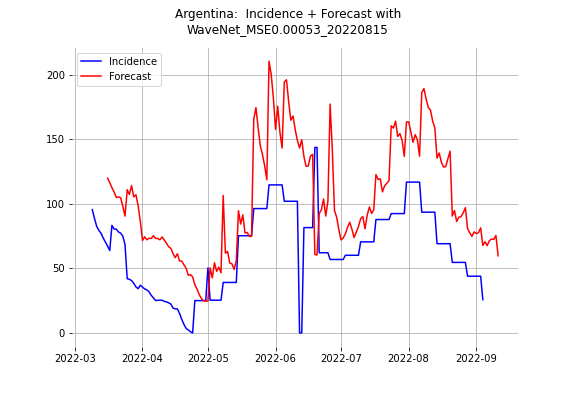 Argentina:  Incidence + Forecast with
WaveNet_MSE0.00053_20220815
Incidence
Forecast
200
150
100
50
0
2022-03 2022-04 2022-05 2022-06 2022-07 2022-08 2022-09